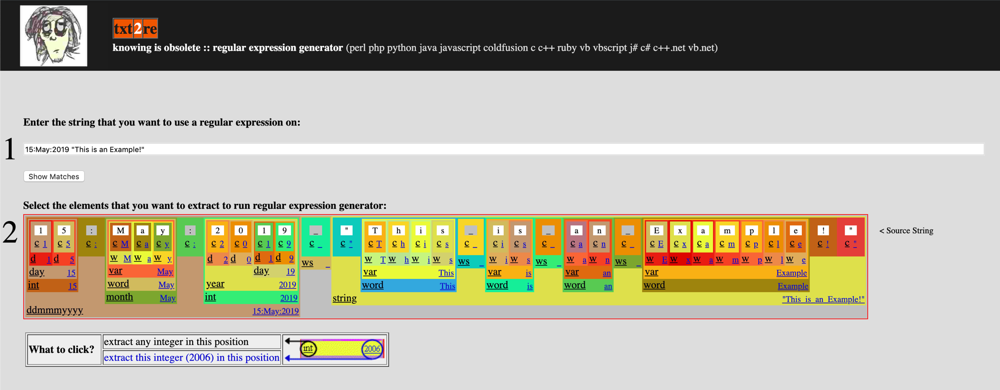 txt2re
knowing is obsolete :: regular expression generator (perl php python java javascript coldfusion c c++ ruby vb vbscript j# c# c++.net vb.net)
Enter the string that you want to use a regular expression on:
1
15:May:2019 "This is an Example!"
Show Matches
Select the elements that you want to extract to run regular expression generator:
2
1 5 : M a y : 2 0 1 9 _ " T h i s _ i s _ a n _ E x a m p l e ! " < Source String
c 1 c 5 c : c M c a c y c : c 2 c 0 c 1 c 9 c _ c " c T c h c i c s c _ c i c s c _ c a c n c _ c E c x c a c m c p c l c e c ! c "
d 1 d 5 w M w a w y d 2 d 0 d 1 d 9 ws _ w T w h w i w s ws _ w i w s ws _ w a w n ws _ w E w x w a w m w p w l w e
day 15 var May day 19 var This var is var an var Example
int 15 word May year 2019 word This word is word an word Example
month May int 2019 string "This_is_an_Example!"
ddmmmyyyy 15:May:2019
What to click?
extract any integer in this position
extract this integer (2006) in this position
int 2006